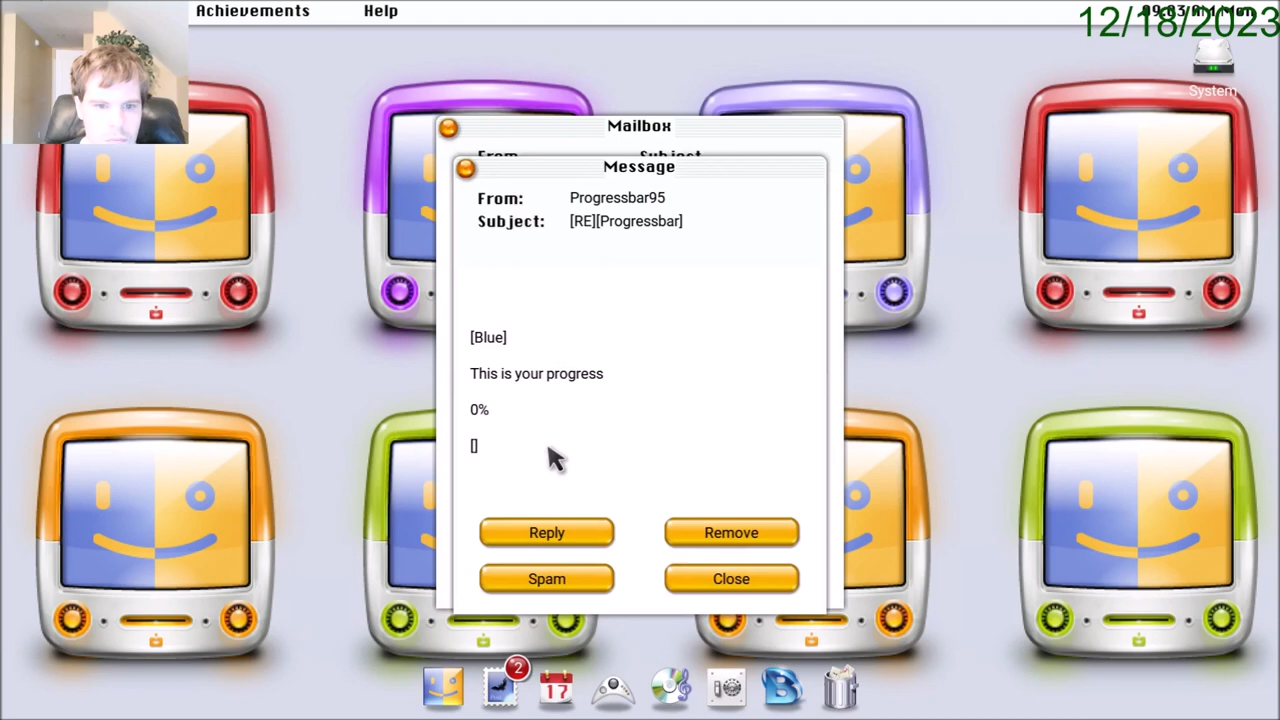 Achievements Help
12/18/2023
System
Mailbox
From Subject
Message
From: Progressbar95
Subject: [RE][Progressbar]
[Blue]
This is your progress
0%
[]
Reply Remove
Spam Close
2
17
B